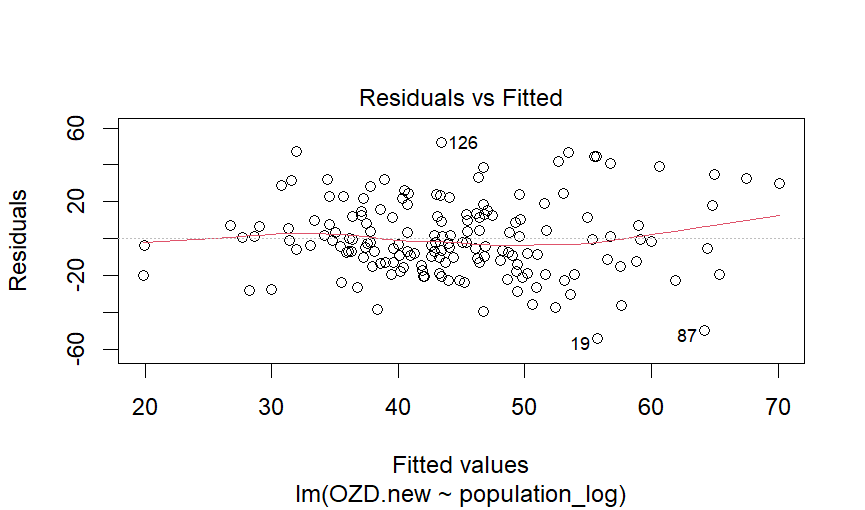 Residuals vs Fitted
60
20
-20
-60
Residuals
126
19
87
20 30 40 50 60 70
Fitted values
lm(OZD.new ~ population_log)